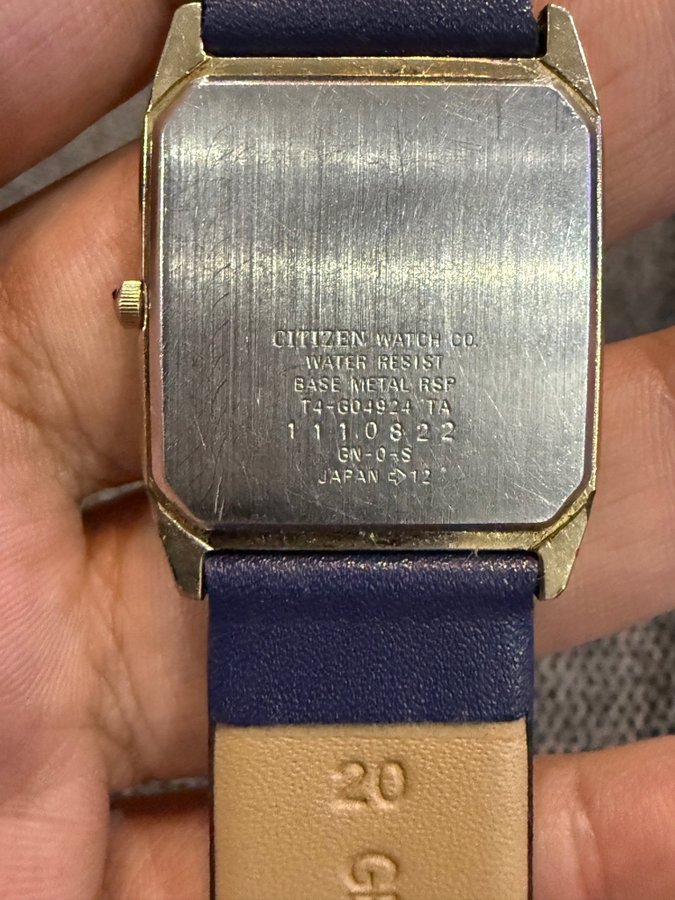 CITIZEN WATCH CO.
WATER RESIST
BASE METAL RSP
T4-G04924 TA
1110822
GN-0-S
JAPAN ⇨12
20